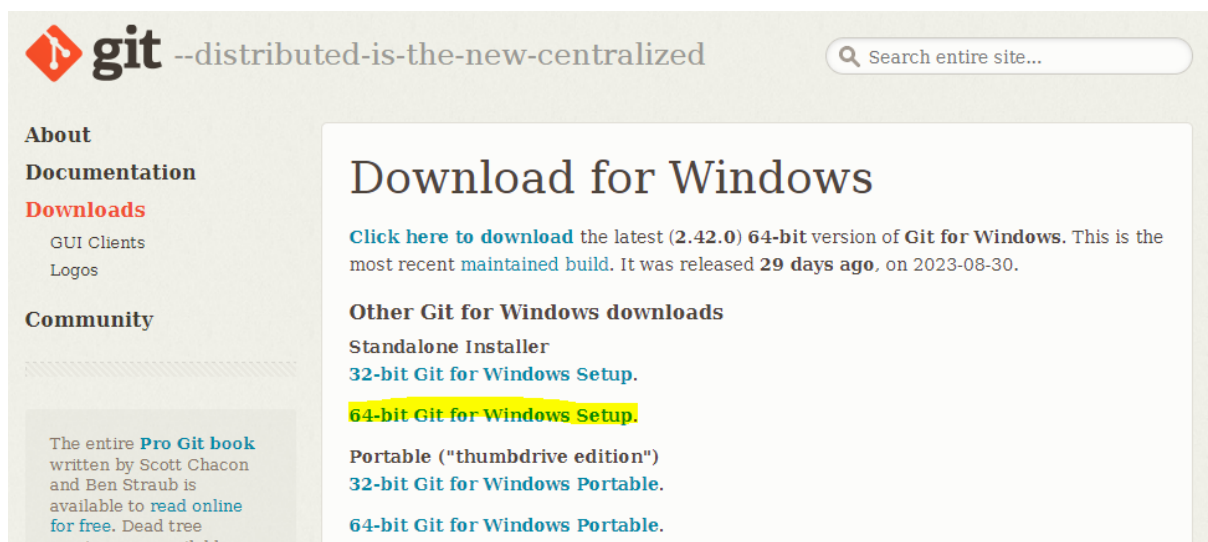 git --distributed-is-the-new-centralized
Search entire site...
About
Documentation
Downloads
GUI Clients
Logos
Community
The entire Pro Git book
written by Scott Chacon
and Ben Straub is
available to read online
for free. Dead tree
Download for Windows
Click here to download the latest (2.42.0) 64-bit version of Git for Windows. This is the
most recent maintained build. It was released 29 days ago, on 2023-08-30.
Other Git for Windows downloads
Standalone Installer
32-bit Git for Windows Setup.
64-bit Git for Windows Setup.
Portable ("thumbdrive edition")
32-bit Git for Windows Portable.
64-bit Git for Windows Portable.